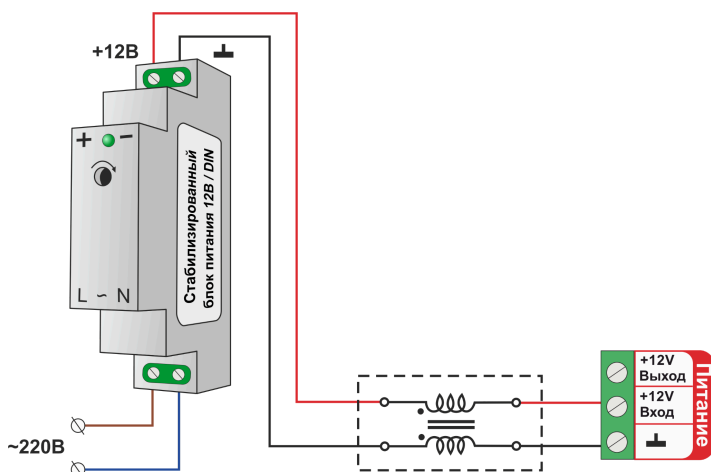 +12В
+ −
L ~ N
Стабилизированный
блок питания 12В / DIN
~220В
+12V
Выход
+12V
Вход
Питание